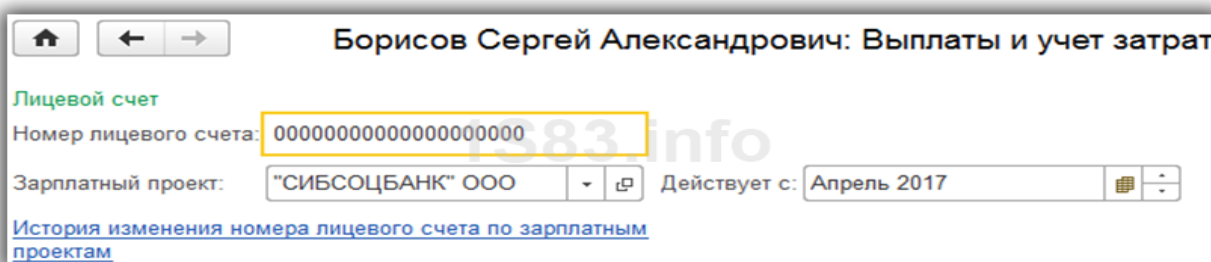 Борисов Сергей Александрович: Выплаты и учет затрат
Лицевой счет
Номер лицевого счета: 00000000000000000000
1S83.info
Зарплатный проект: "СИБСОЦБАНК" ООО Действует с: Апрель 2017
История изменения номера лицевого счета по зарплатным
проектам